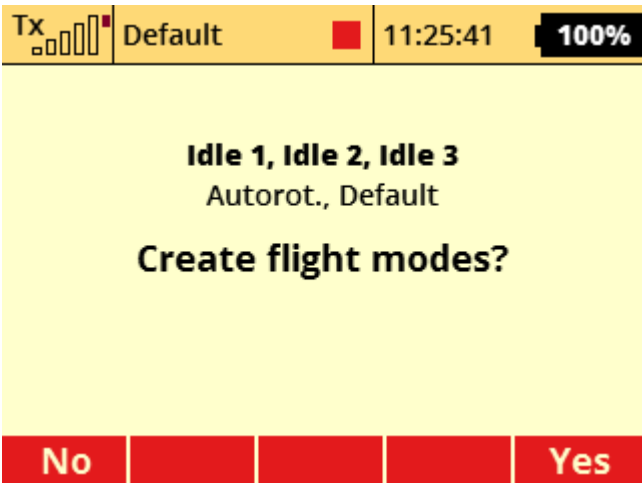 Tx Default 11:25:41 100%
Idle 1, Idle 2, Idle 3
Autorot., Default
Create flight modes?
No Yes